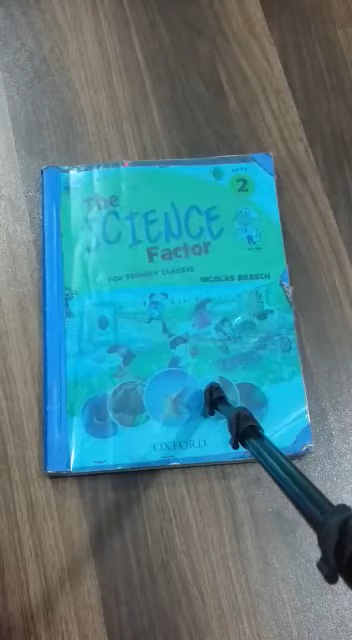 2
The
SCIENCE
Factor
FOR PRIMARY CLASSES
NICOLAS BRASCH
OXFORD